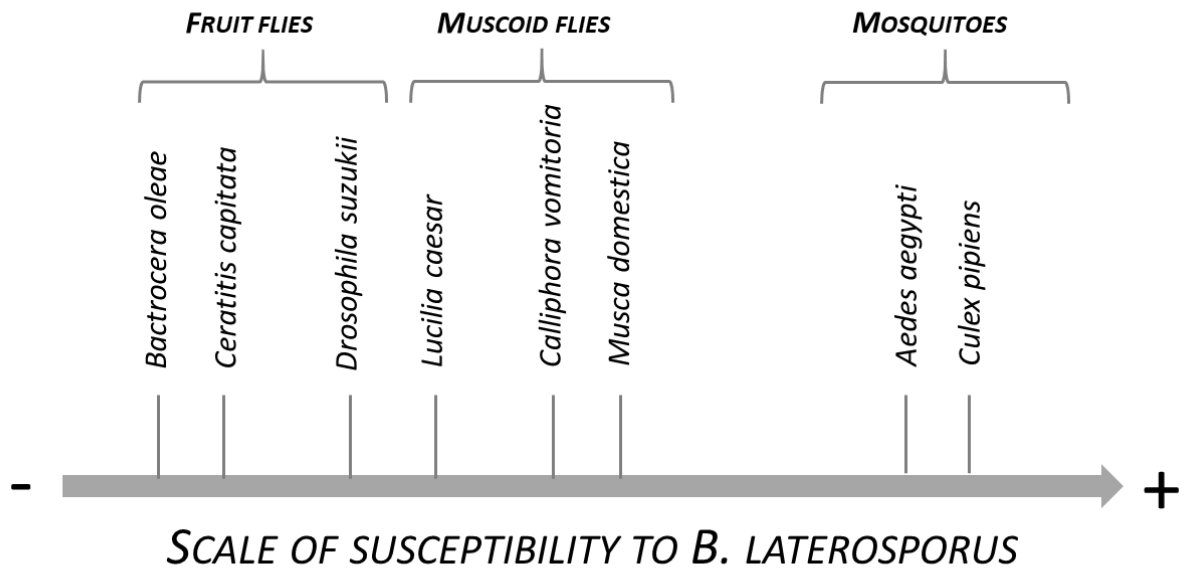 FRUIT FLIES
MUSCOID FLIES
MOSQUITOES
Bactrocera oleae
Ceratitis capitata
Drosophila suzukii
Lucilia caesar
Calliphora vomitoria
Musca domestica
Aedes aegypti
Culex pipiens
-
+
SCALE OF SUSCEPTIBILITY TO B. LATEROSPORUS